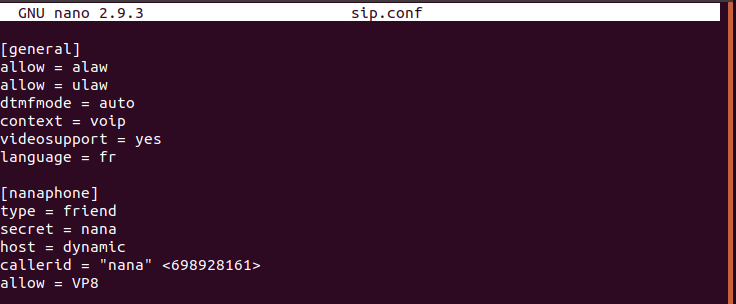 GNU nano 2.9.3 sip.conf
[general]
allow = alaw
allow = ulaw
dtmfmode = auto
context = voip
videosupport = yes
language = fr
[nanaphone]
type = friend
secret = nana
host = dynamic
callerid = "nana" <698928161>
allow = VP8